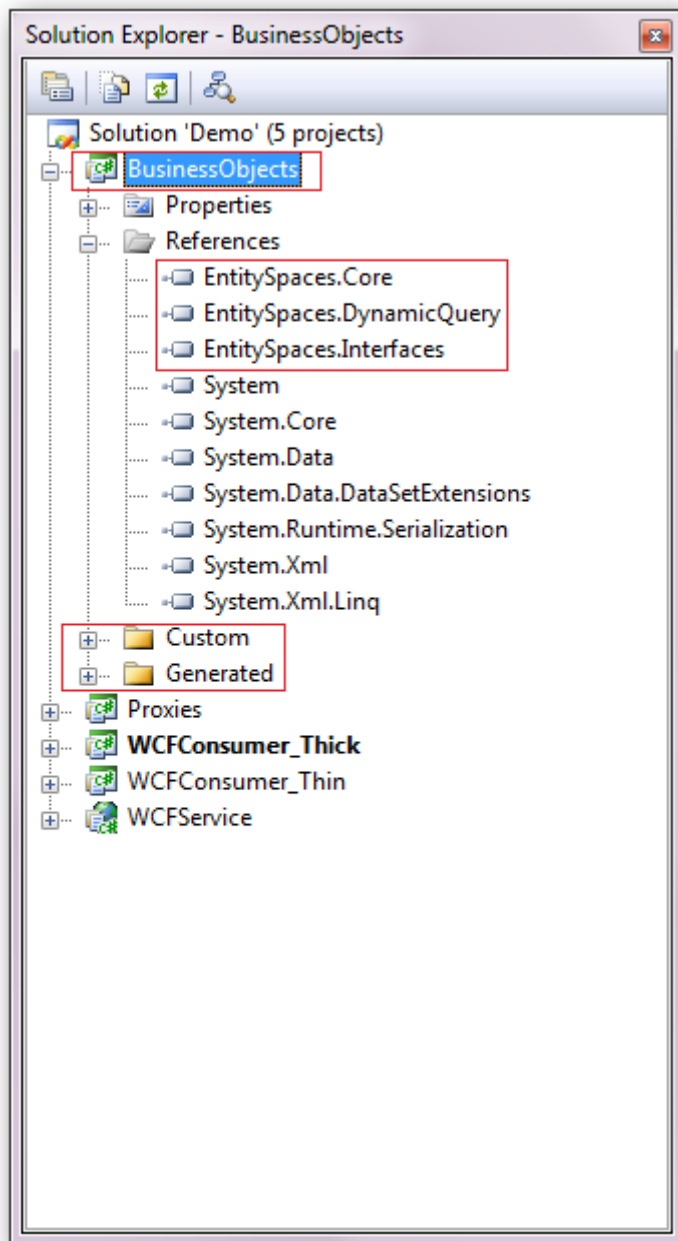 Solution Explorer - BusinessObjects
Solution 'Demo' (5 projects)
BusinessObjects
Properties
References
EntitySpaces.Core
EntitySpaces.DynamicQuery
EntitySpaces.Interfaces
System
System.Core
System.Data
System.Data.DataSetExtensions
System.Runtime.Serialization
System.Xml
System.Xml.Linq
Custom
Generated
Proxies
WCFConsumer_Thick
WCFConsumer_Thin
WCFService